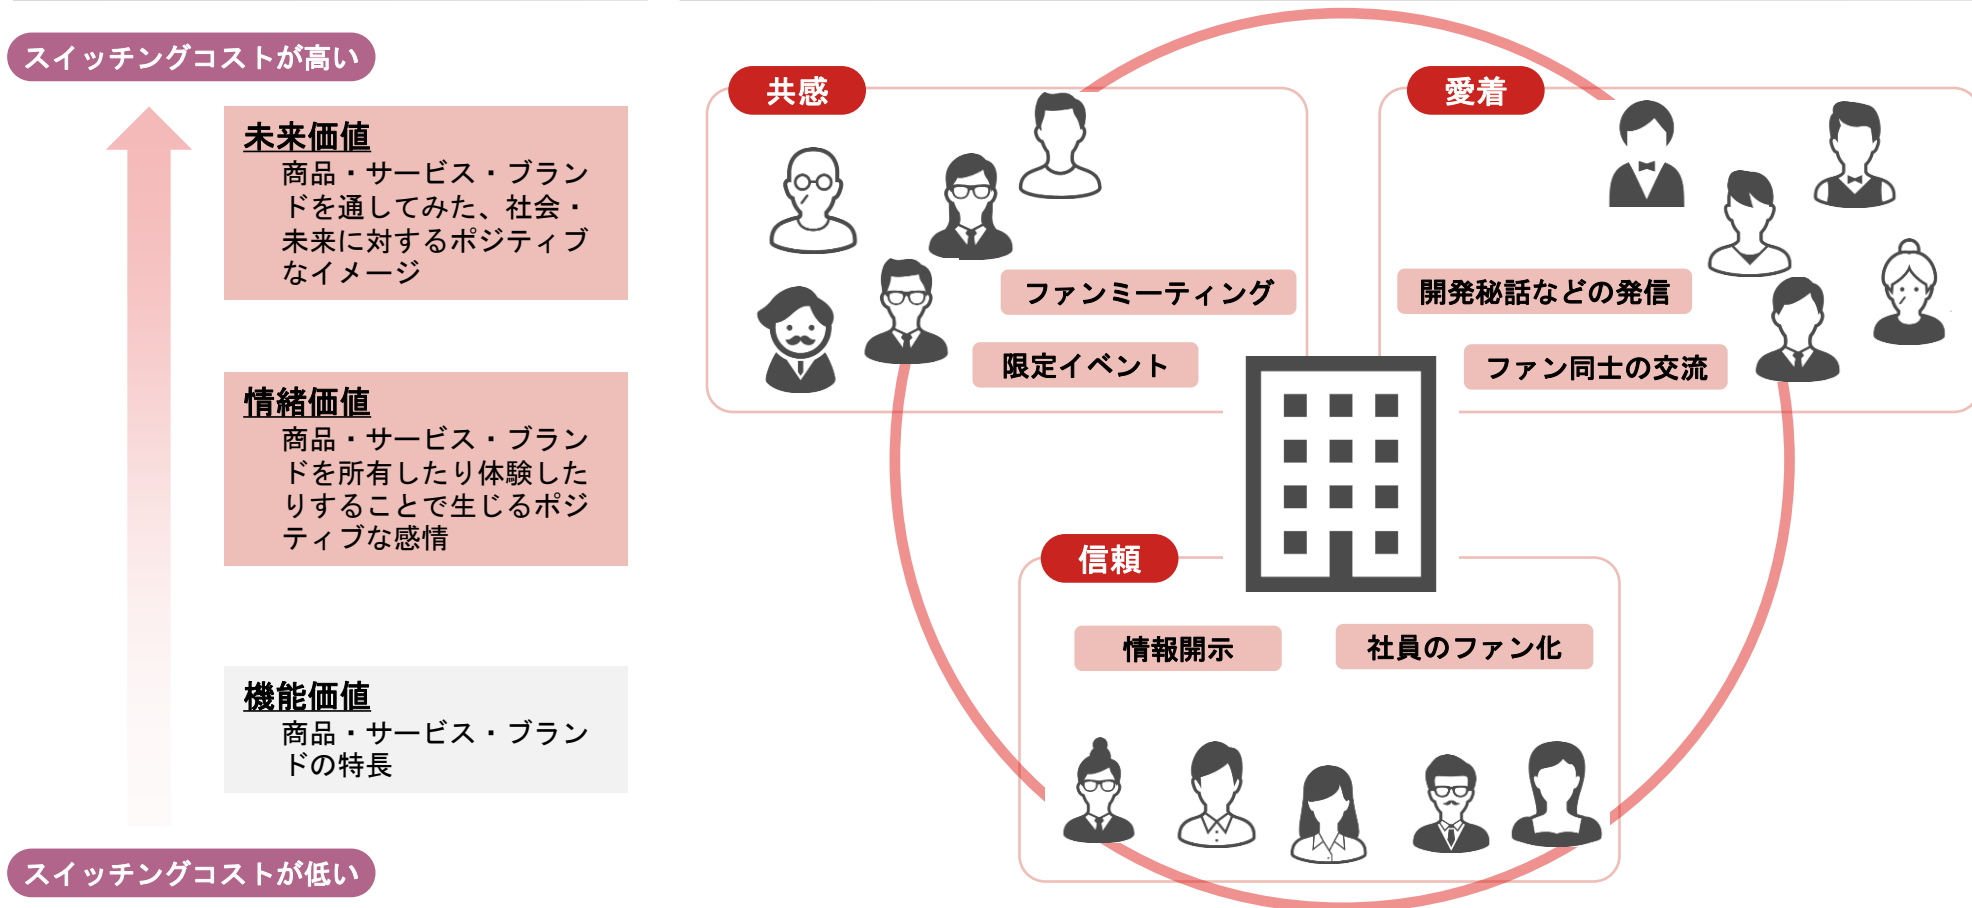 スイッチングコストが高い
未来価値
商品・サービス・ブラン
ドを通してみた、社会・
未来に対するポジティブ
なイメージ
情緒価値
商品・サービス・ブラン
ドを所有したり体験した
りすることで生じるポジ
ティブな感情
機能価値
商品・サービス・ブラン
ドの特長
スイッチングコストが低い
共感
ファンミーティング
限定イベント
愛着
開発秘話などの発信
ファン同士の交流
信頼
情報開示
社員のファン化